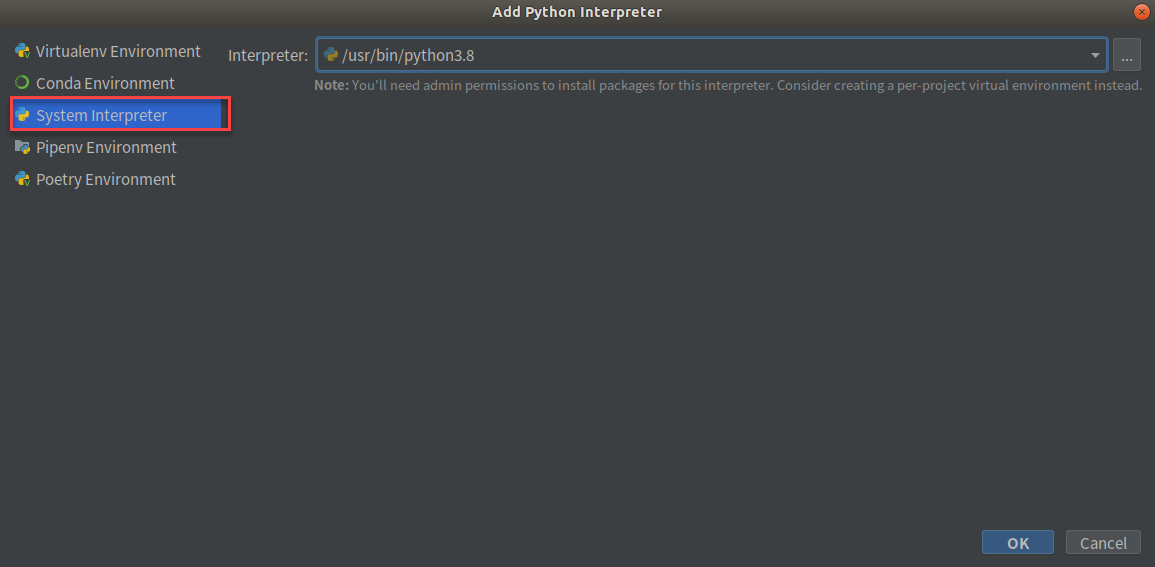 Add Python Interpreter
Virtualenv Environment
Conda Environment
System Interpreter
Pipenv Environment
Poetry Environment
Interpreter: /usr/bin/python3.8 ...
Note: You'll need admin permissions to install packages for this interpreter. Consider creating a per-project virtual environment instead.
OK Cancel